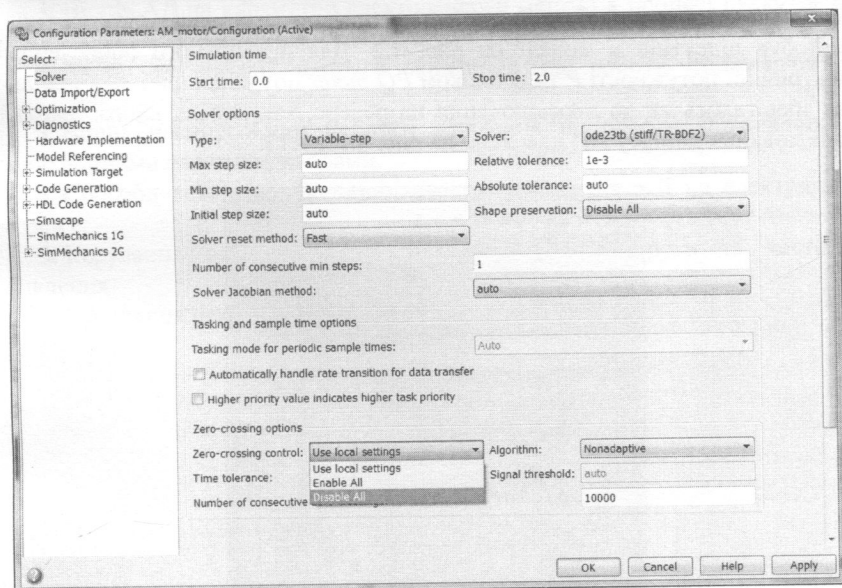 Configuration Parameters: AM_motor/Configuration (Active)
Select:
Solver
Data Import/Export
Optimization
Diagnostics
Hardware Implementation
Model Referencing
Simulation Target
Code Generation
HDL Code Generation
Simscape
SimMechanics 1G
SimMechanics 2G
Simulation time
Start time: 0.0 Stop time: 2.0
Solver options
Type: Variable-step Solver: ode23tb (stiff/TR-BDF2)
Max step size: auto Relative tolerance: 1e-3
Min step size: auto Absolute tolerance: auto
Initial step size: auto Shape preservation: Disable All
Solver reset method: Fast
Number of consecutive min steps: 1
Solver Jacobian method: auto
Tasking and sample time options
Tasking mode for periodic sample times: Auto
Automatically handle rate transition for data transfer
Higher priority value indicates higher task priority
Zero-crossing options
Zero-crossing control: Use local settings Algorithm: Nonadaptive
Use local settings
Time tolerance: Enable All Signal threshold: auto
Number of consecutive Disable All 10000
OK Cancel Help Apply